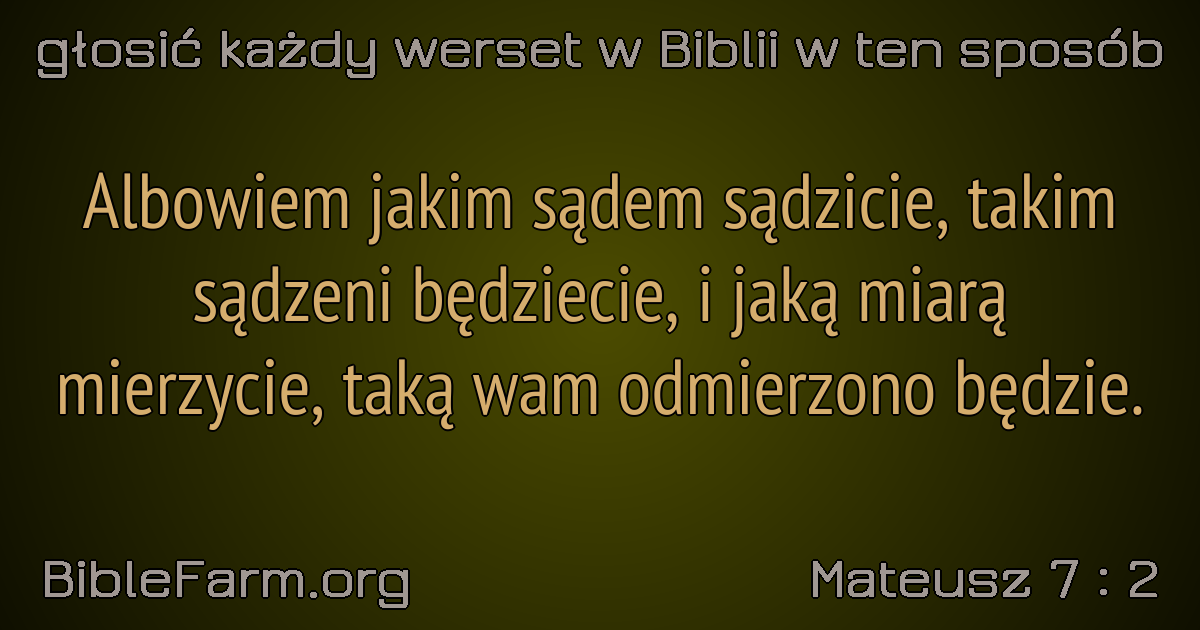 głosić każdy werset w Biblii w ten sposób
Albowiem jakim sądem sądzicie, takim
sądzeni będziecie, i jaką miarą
mierzycie, taką wam odmierzono będzie.
BibleFarm.org
Mateusz 7 : 2